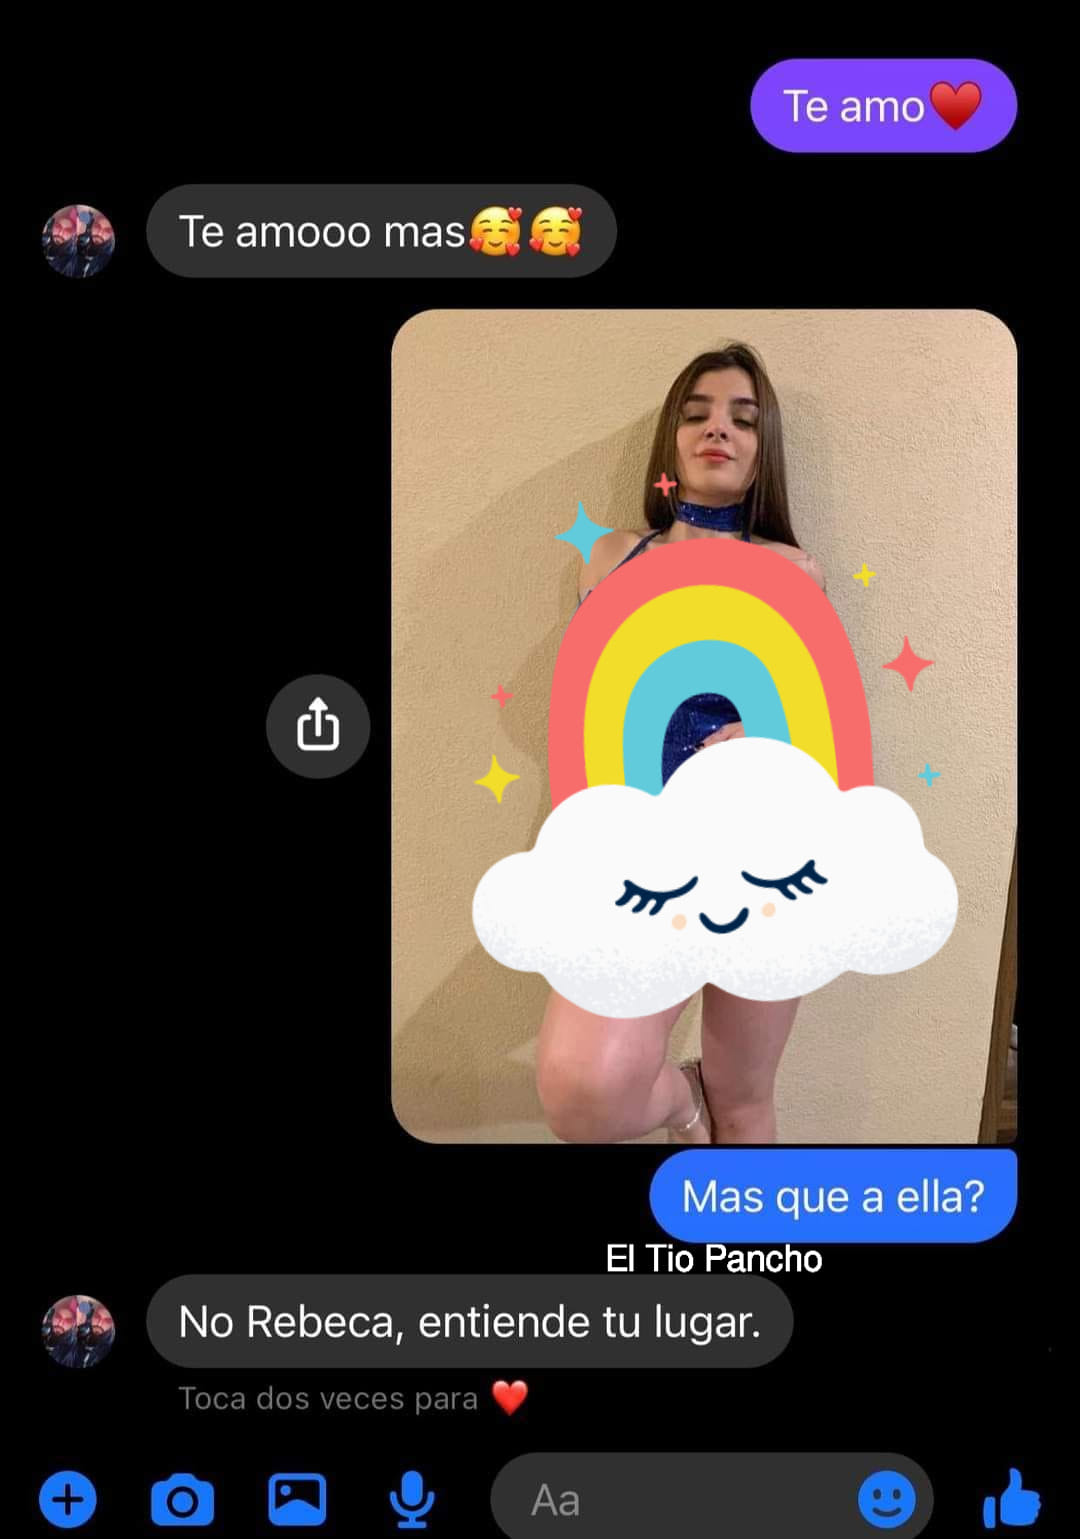 Te amo♥️
Te amooo mas🥰🥰
Mas que a ella?
El Tio Pancho
No Rebeca, entiende tu lugar.
Toca dos veces para ❤️
Aa